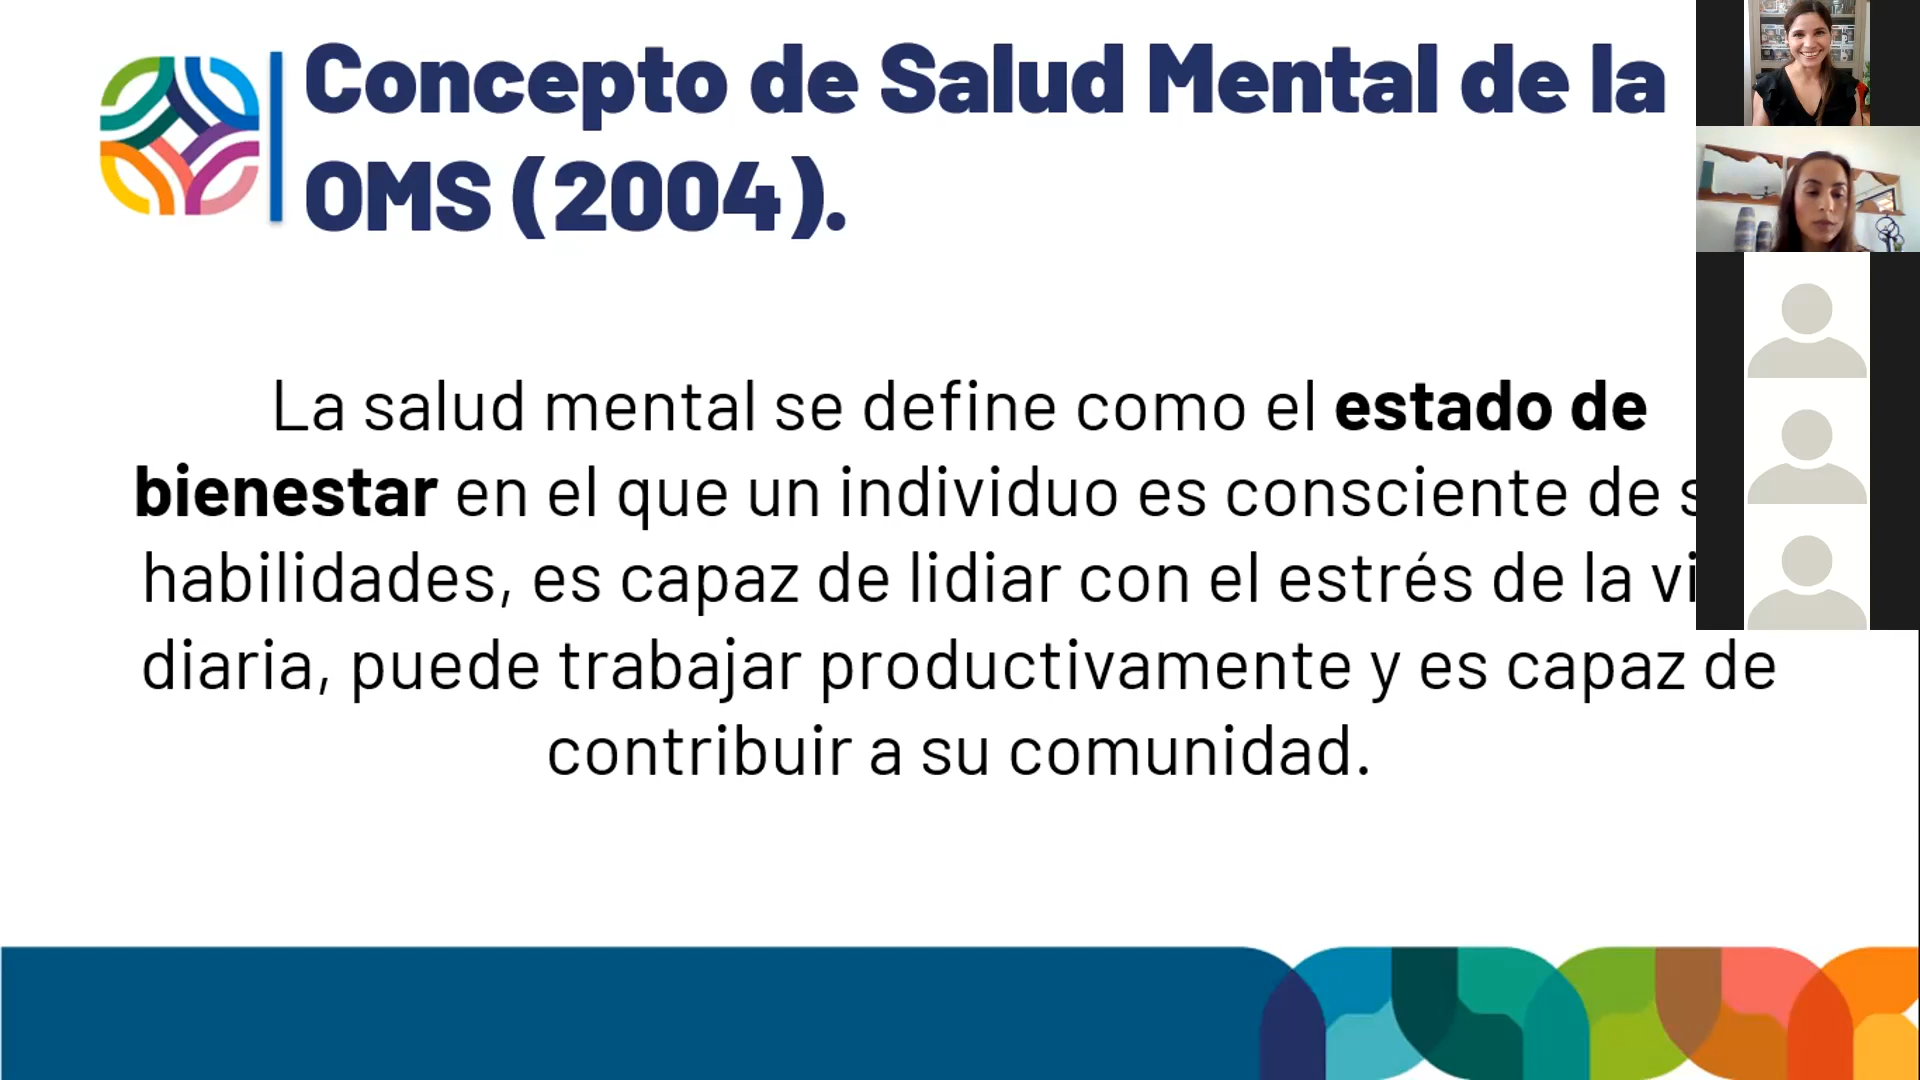 Concepto de Salud Mental de la
OMS (2004).
La salud mental se define como el estado de
bienestar en el que un individuo es consciente de
habilidades, es capaz de lidiar con el estrés de la
diaria, puede trabajar productivamente y es capaz de
contribuir a su comunidad.